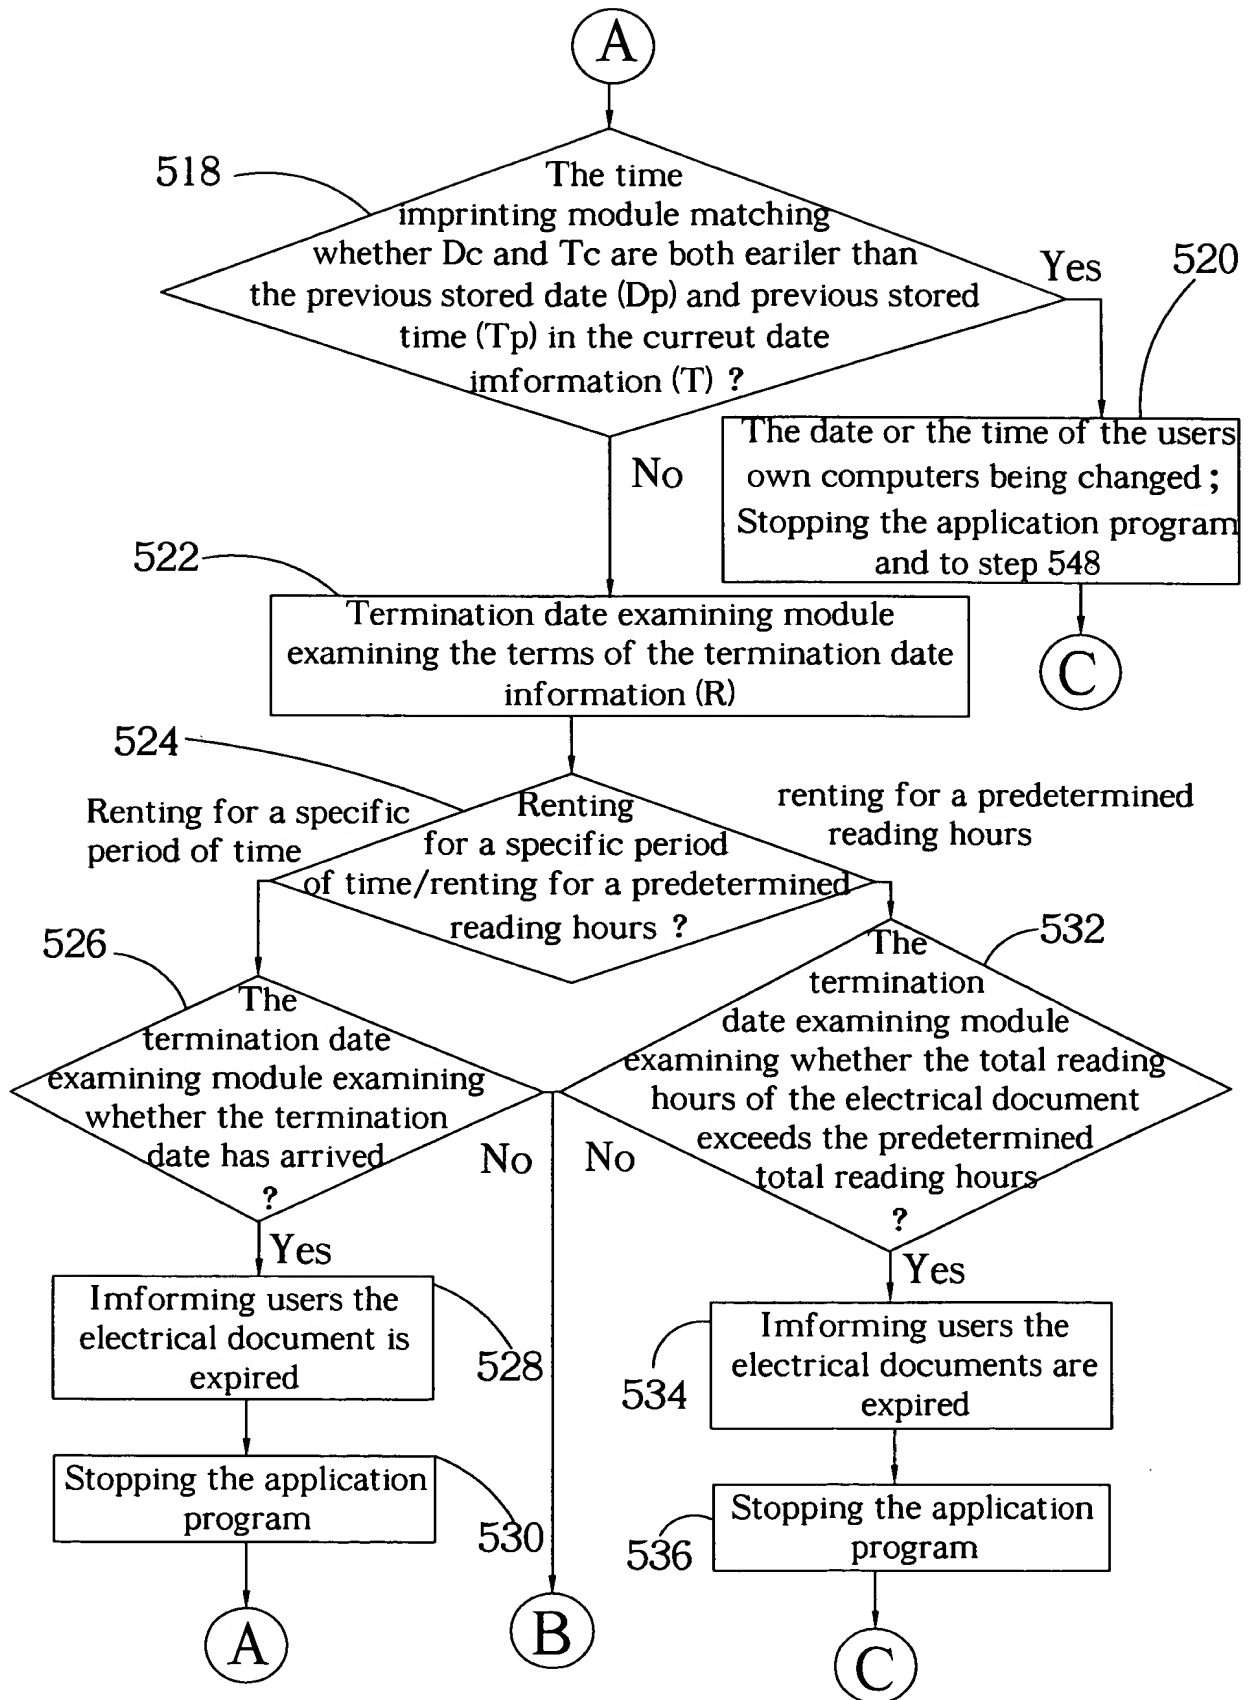 A
518
The time
imprinting module matching
whether Dc and Tc are both eariler than
the previous stored date (Dp) and previous stored
time (Tp) in the curreut date
imformation (T) ?
Yes
520
The date or the time of the users
own computers being changed ;
Stopping the application program
and to step 548
C
No
522
Termination date examining module
examining the terms of the termination date
information (R)
524
Renting for a specific
period of time
Renting
for a specific period
of time/renting for a predetermined
reading hours ?
renting for a predetermined
reading hours
526
The
termination date
examining module examining
whether the termination
date has arrived
?
No
Yes
532
The
termination
date examining module
examining whether the total reading
hours of the electrical document
exceeds the predetermined
total reading hours
?
No
Yes
Imforming users the
electrical document is
expired
528
Stopping the application
program
530
A
B
534
Imforming users the
electrical documents are
expired
536
Stopping the application
program
C